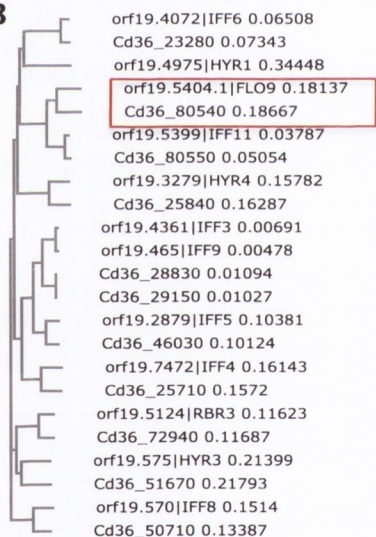 B
orf19.4072|IFF6 0.06508
Cd36_23280 0.07343
orf19.4975|HYR1 0.34448
orf19.5404.1|FLO9 0.18137
Cd36_80540 0.18667
orf19.5399|IFF11 0.03787
Cd36_80550 0.05054
orf19.3279|HYR4 0.15782
Cd36_25840 0.16287
orf19.4361|IFF3 0.00691
orf19.465|IFF9 0.00478
Cd36_28830 0.01094
Cd36_29150 0.01027
orf19.2879|IFF5 0.10381
Cd36_46030 0.10124
orf19.7472|IFF4 0.16143
Cd36_25710 0.1572
orf19.5124|RBR3 0.11623
Cd36_72940 0.11687
orf19.575|HYR3 0.21399
Cd36_51670 0.21793
orf19.570|IFF8 0.1514
Cd36_50710 0.13387